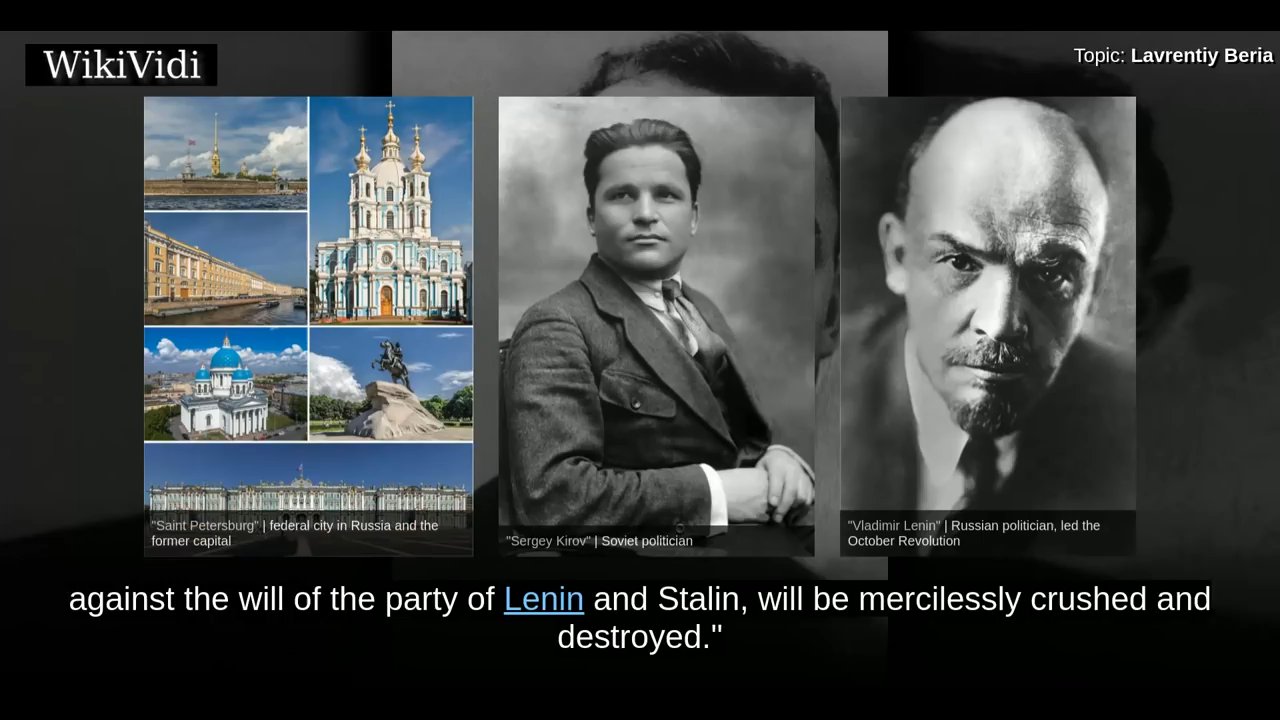 WikiVidi
Topic: Lavrentiy Beria
"Saint Petersburg" | federal city in Russia and the
former capital
"Sergey Kirov" | Soviet politician
"Vladimir Lenin" | Russian politician, led the
October Revolution
against the will of the party of Lenin and Stalin, will be mercilessly crushed and
destroyed."